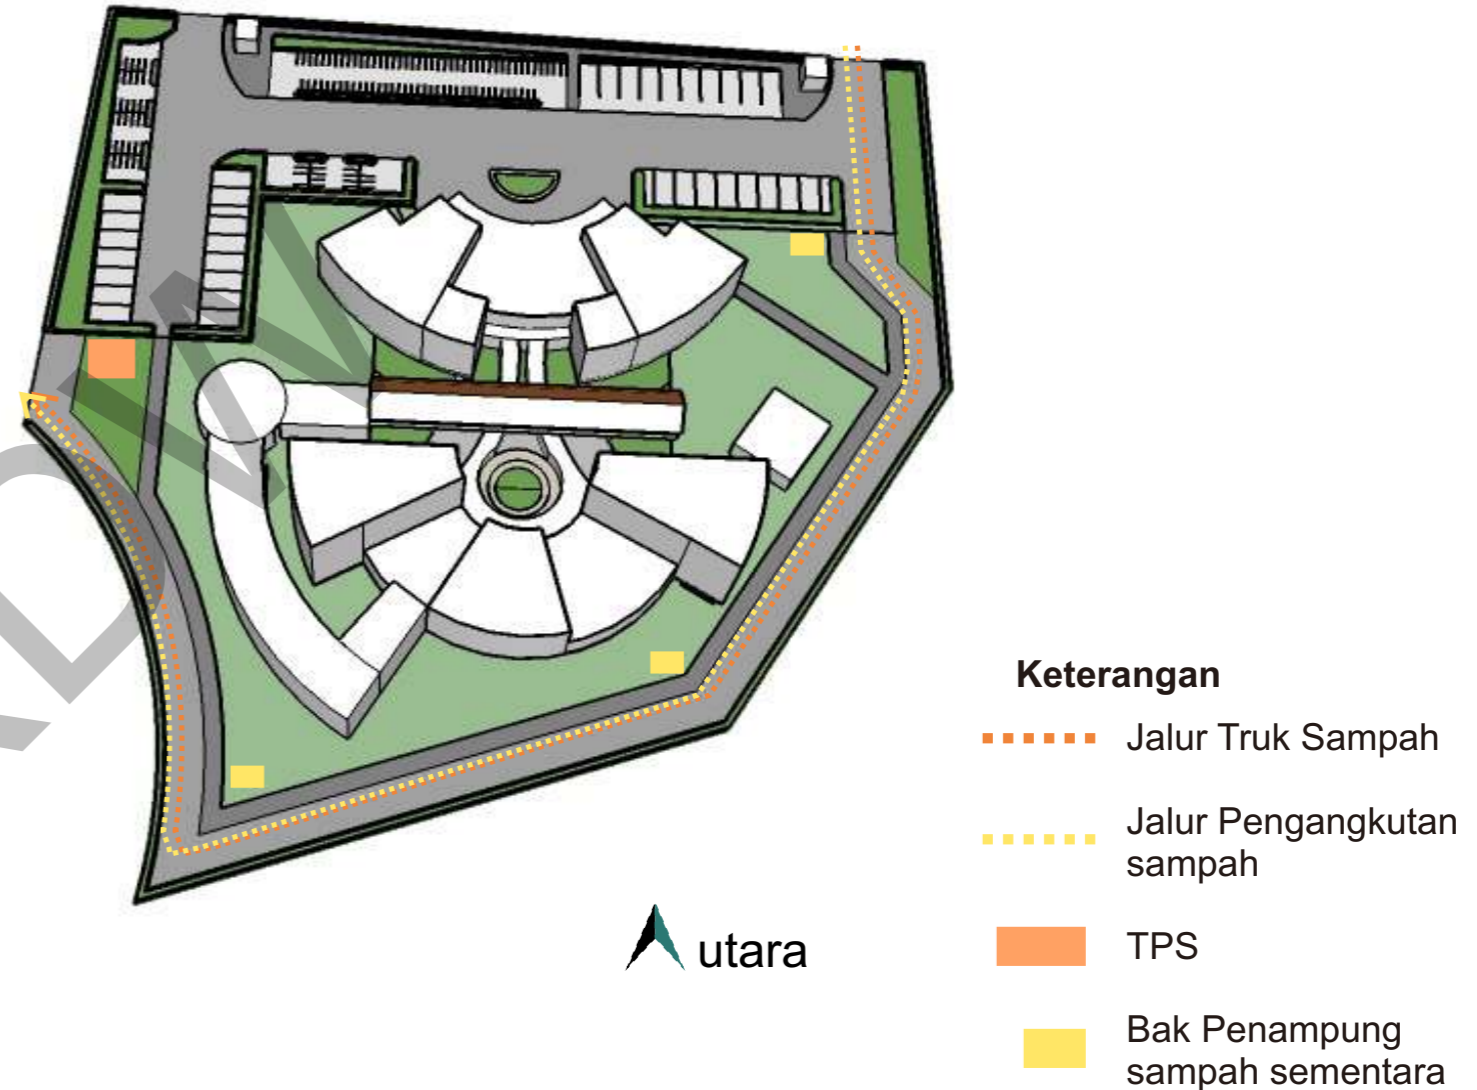 Keterangan
Jalur Truk Sampah
Jalur Pengangkutan
sampah
utara
TPS
Bak Penampung
sampah sementara